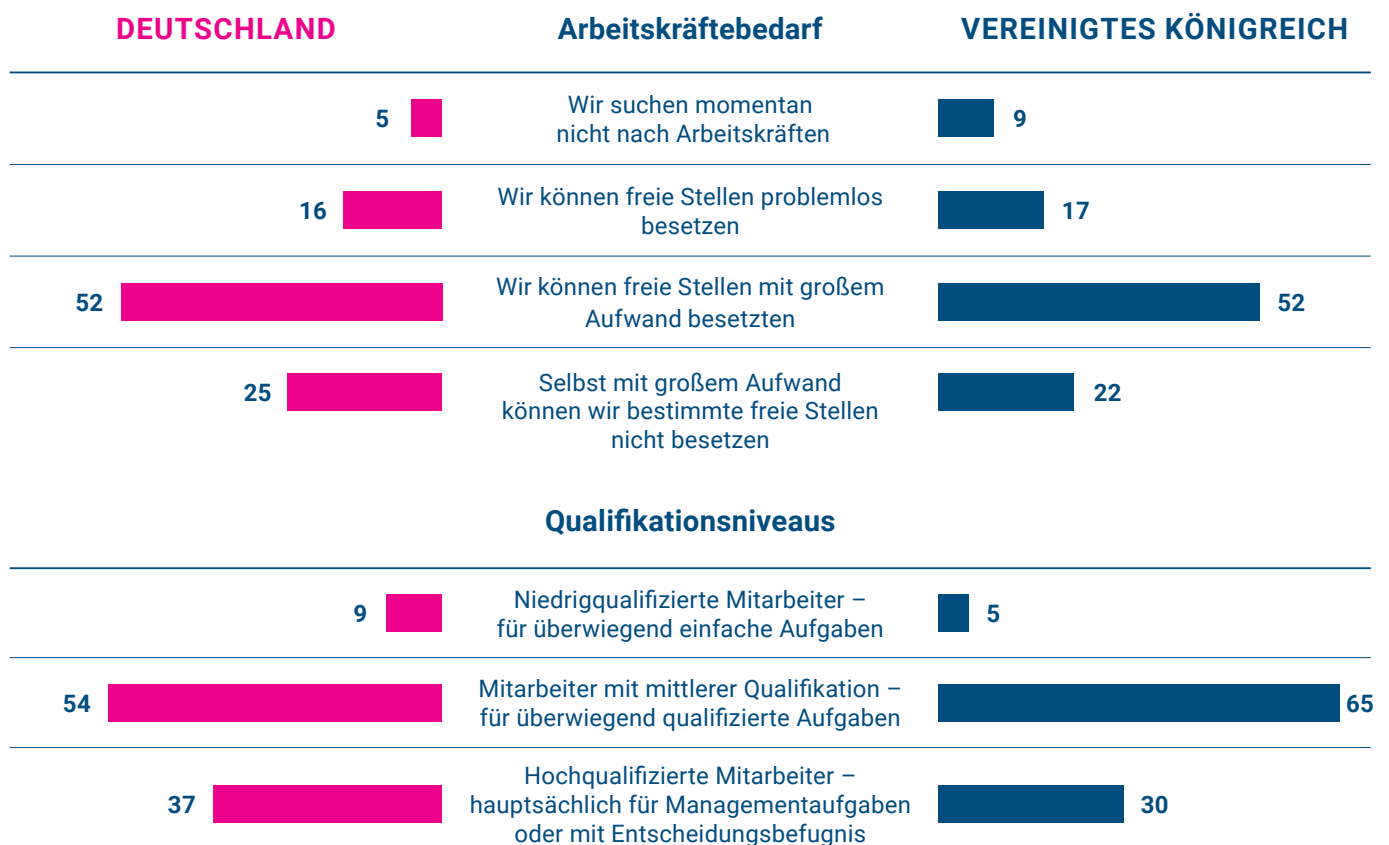 DEUTSCHLAND Arbeitskräftebedarf VEREINIGTES KÖNIGREICH
5 Wir suchen momentan 9
nicht nach Arbeitskräften
16 Wir können freie Stellen problemlos 17
besetzen
52 Wir können freie Stellen mit großem 52
Aufwand besetzten
25 Selbst mit großem Aufwand 22
können wir bestimmte freie Stellen
nicht besetzen
Qualifikationsniveaus
9 Niedrigqualifizierte Mitarbeiter – 5
für überwiegend einfache Aufgaben
54 Mitarbeiter mit mittlerer Qualifikation – 65
für überwiegend qualifizierte Aufgaben
Hochqualifizierte Mitarbeiter –
37 hauptsächlich für Managementaufgaben 30
oder mit Entscheidungsbefugnis